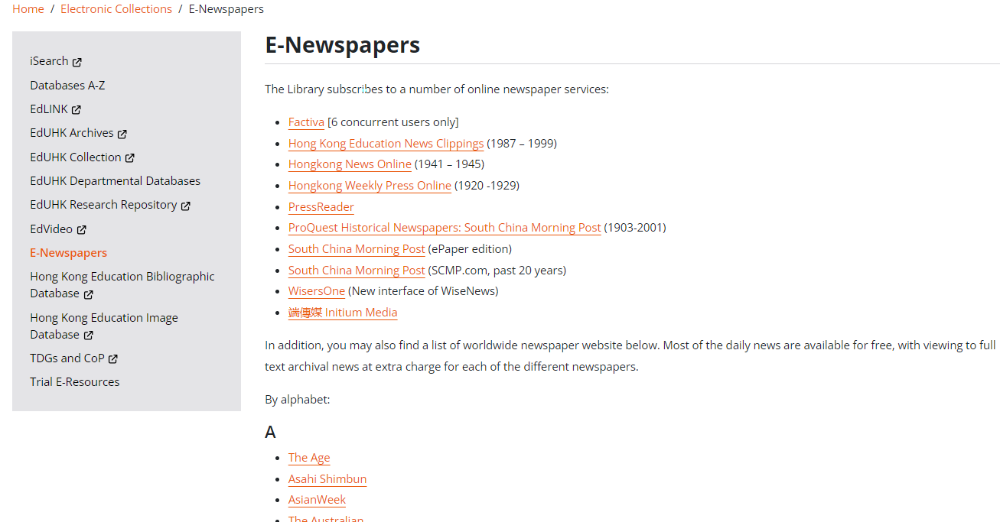 Home / Electronic Collections / E-Newspapers
iSearch
Databases A-Z
EdLINK
EdUHK Archives
EdUHK Collection
EdUHK Departmental Databases
EdUHK Research Repository
EdVideo
E-Newspapers
Hong Kong Education Bibliographic
Database
Hong Kong Education Image
Database
TDGs and CoP
Trial E-Resources
E-Newspapers
The Library subscribes to a number of online newspaper services:
Factiva [6 concurrent users only]
Hong Kong Education News Clippings (1987 – 1999)
Hongkong News Online (1941 – 1945)
Hongkong Weekly Press Online (1920 -1929)
PressReader
ProQuest Historical Newspapers: South China Morning Post (1903-2001)
South China Morning Post (ePaper edition)
South China Morning Post (SCMP.com, past 20 years)
WisersOne (New interface of WiseNews)
端傳媒 Initium Media
In addition, you may also find a list of worldwide newspaper website below. Most of the daily news are available for free, with viewing to full
text archival news at extra charge for each of the different newspapers.
By alphabet:
A
The Age
Asahi Shimbun
AsianWeek
The Australian